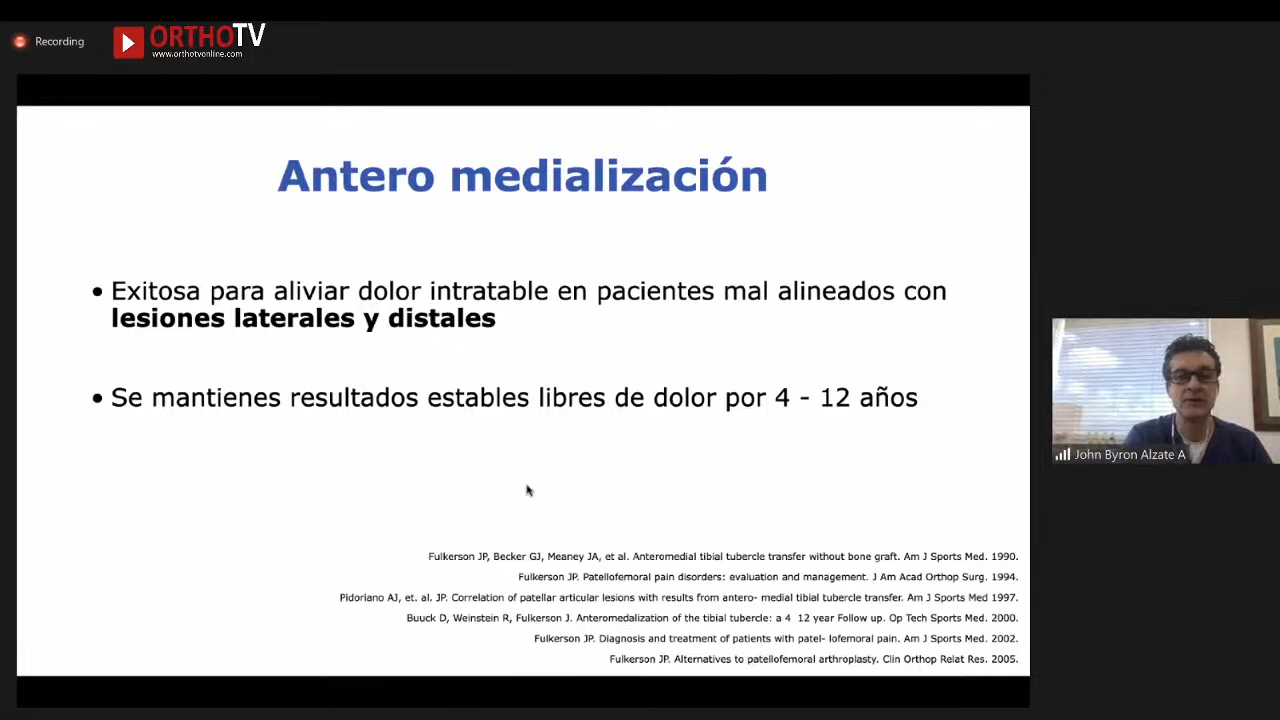 Recording
ORTHOTV
www.orthotvonline.com
Antero medialización
• Exitosa para aliviar dolor intratable en pacientes mal alineados con
lesiones laterales y distales
• Se mantienes resultados estables libres de dolor por 4 - 12 años
Fulkerson JP, Becker GJ, Meaney JA, et al. Anteromedial tibial tubercle transfer without bone graft. Am J Sports Med. 1990.
Fulkerson JP. Patellofemoral pain disorders: evaluation and management. J Am Acad Orthop Surg. 1994.
Pidoriano AJ, et. al. JP. Correlation of patellar articular lesions with results from antero- medial tibial tubercle transfer. Am J Sports Med 1997.
Buuck D, Weinstein R, Fulkerson J. Anteromedalization of the tibial tubercle: a 4 12 year Follow up. Op Tech Sports Med. 2000.
Fulkerson JP. Diagnosis and treatment of patients with patel- lofemoral pain. Am J Sports Med. 2002.
Fulkerson JP. Alternatives to patellofemoral arthroplasty. Clin Orthop Relat Res. 2005.
John Byron Alzate A